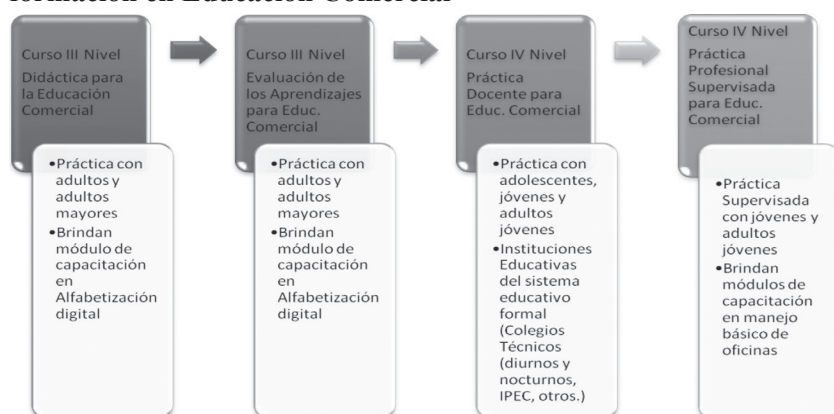 formación en Educación Comercial
Curso III Nivel
Didáctica para
la Educación
Comercial
•Práctica con
adultos y
adultos
mayores
•Brindan
módulo de
capacitación
en
Alfabetización
digital
Curso III Nivel
Evaluación de
los Aprendizajes
para Educ.
Comercial
•Práctica con
adultos y
adultos
mayores
•Brindan
módulo de
capacitación
en
Alfabetización
digital
Curso IV Nivel
Práctica
Docente para
Educ. Comercial
•Práctica con
adolescentes,
jóvenes y
adultos
jóvenes
•Instituciones
Educativas
del sistema
educativo
formal
(Colegios
Técnicos
(diurnos y
nocturnos,
IPEC, otros.)
Curso IV Nivel
Práctica
Profesional
Supervisada
para Educ.
Comercial
•Práctica
Supervisada
con jóvenes y
adultos
jóvenes
•Brindan
módulos de
capacitación
en manejo
básico de
oficinas